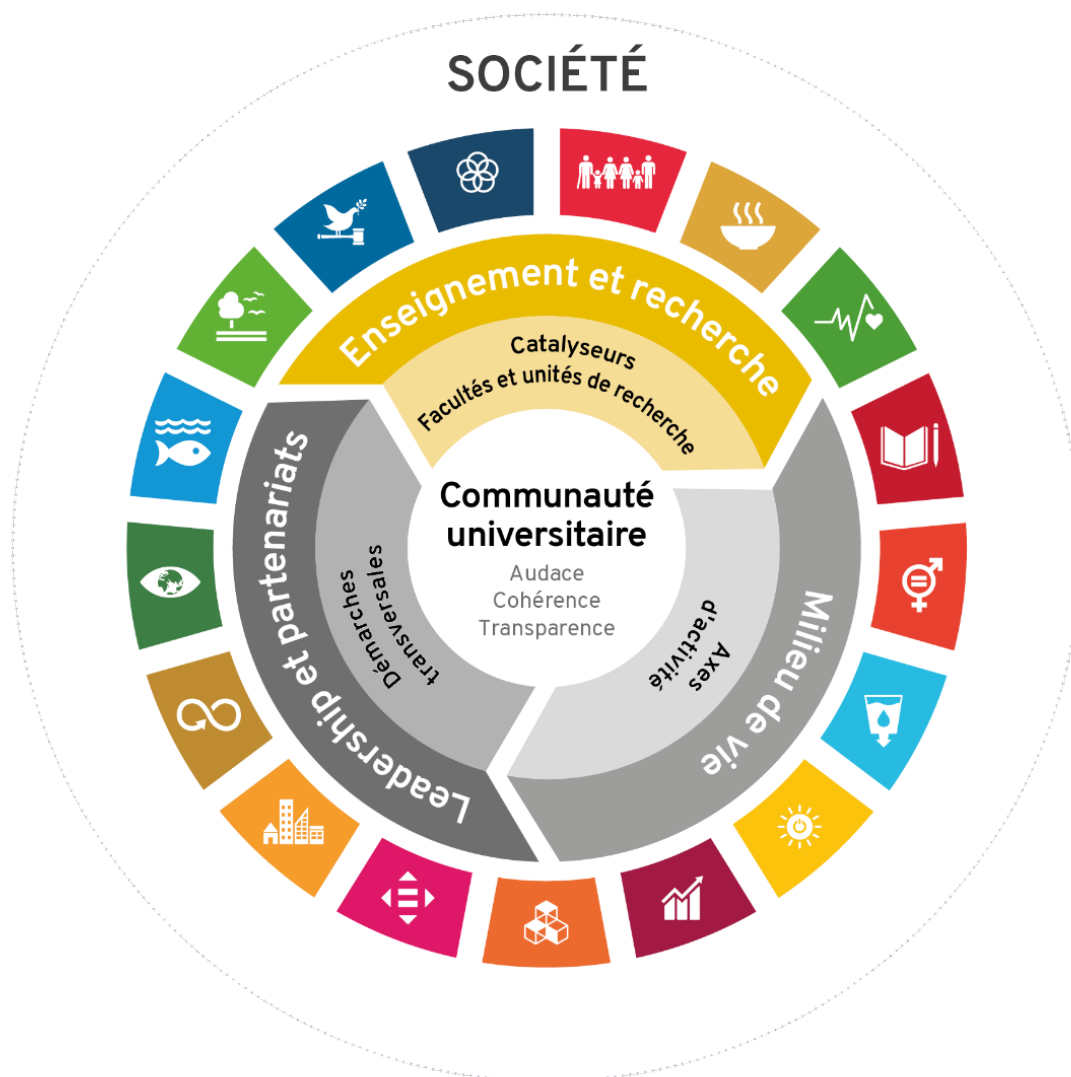 SOCIÉTÉ
Enseignement et recherche
Catalyseurs
Facultés et unités de recherche
Communauté
universitaire
Audace
Cohérence
Transparence
Leadership et partenariats
Démarches
transversales
Milieu de vie
Axes
d'activité